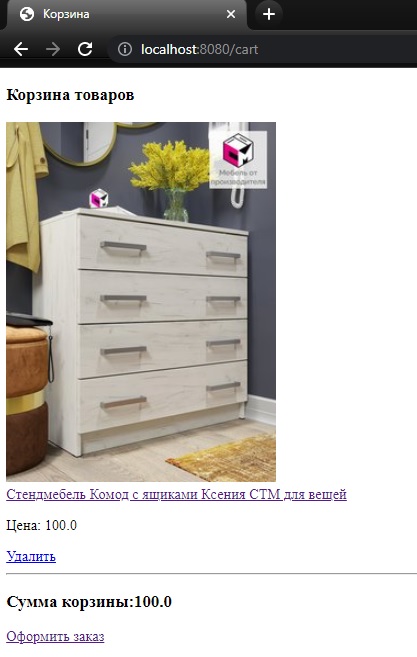 Корзина
localhost:8080/cart
Корзина товаров
Мебель от
производителя
Стендмебель Комод с ящиками Ксения СТМ для вещей
Цена: 100.0
Удалить
Сумма корзины:100.0
Оформить заказ